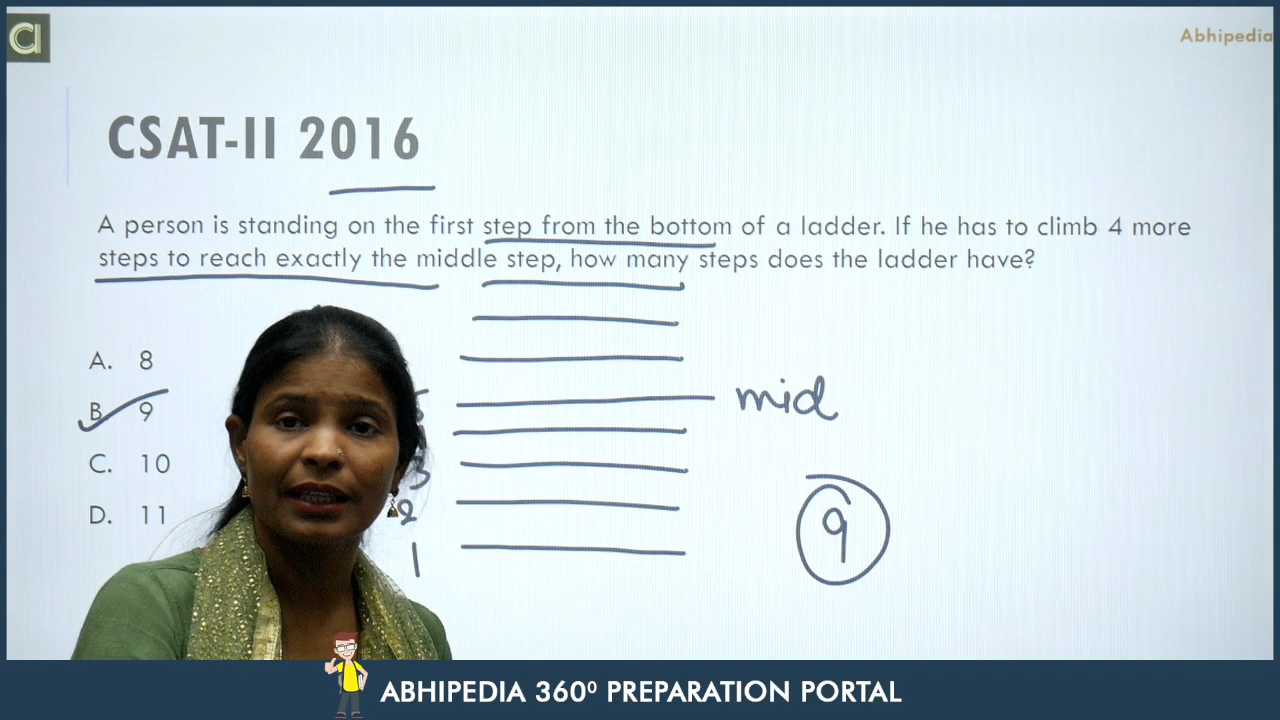 Abhipedia
CSAT-II 2016
A person is standing on the first step from the bottom of a ladder. If he has to climb 4 more
steps to reach exactly the middle step, how many steps does the ladder have?
A. 8
B. 9
C. 10
D. 11
mid
3
2
1
9
ABHIPEDIA 360⁰ PREPARATION PORTAL